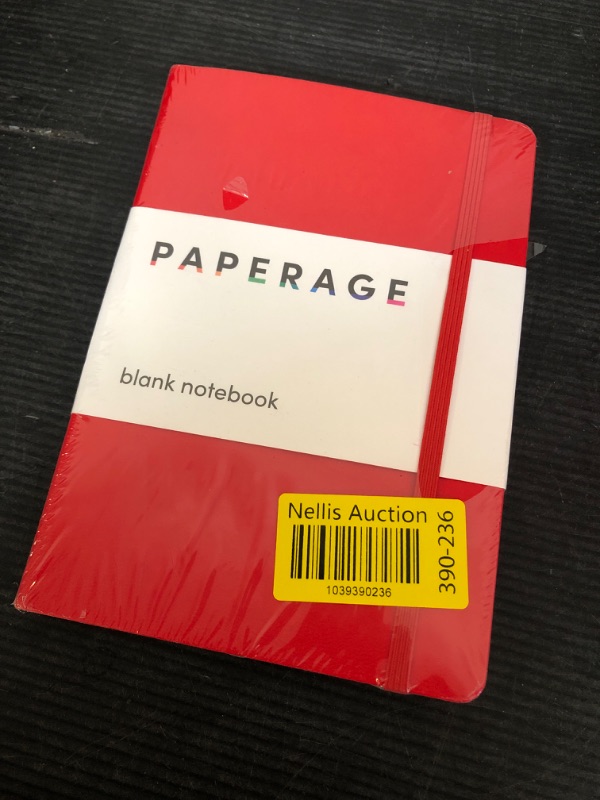 PAPERAGE
blank notebook
Nellis Auction
1039390236
390-236